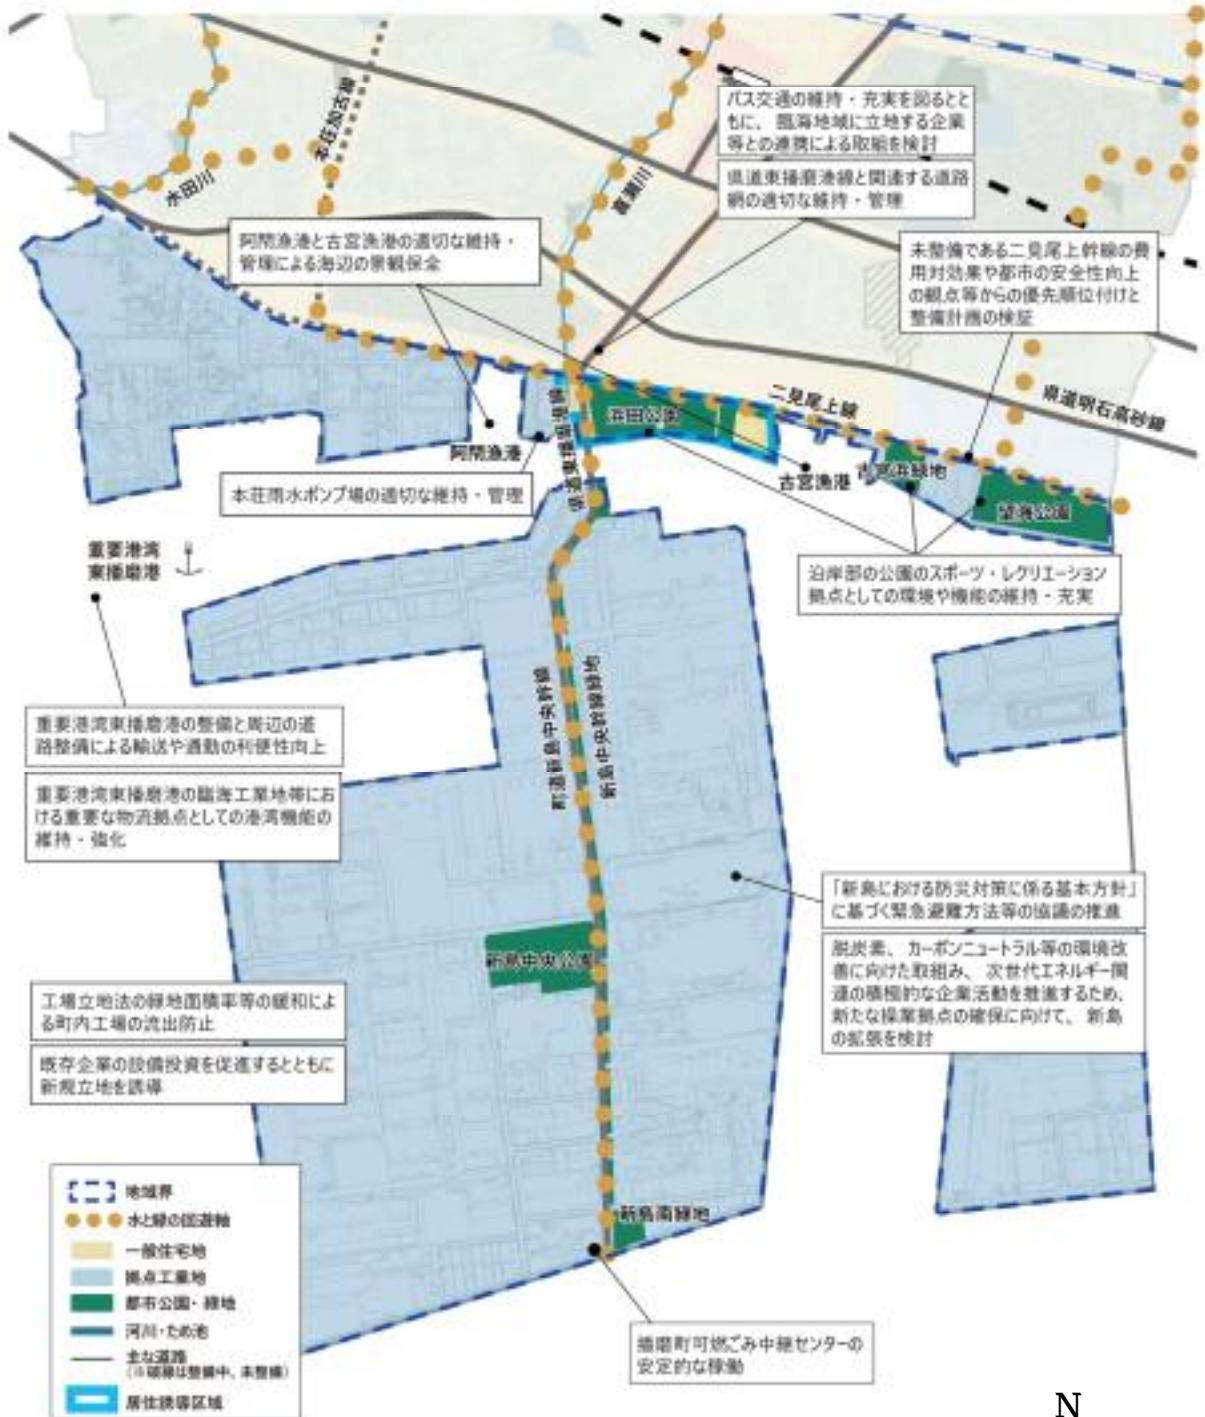 バス交通の維持・充実を図るとと
もに、臨海地域に立地する企業
等との連携による取組を検討
県道東播磨港線と関連する道路
網の適切な維持・管理
本荘加古線
水田川
喜瀬川
阿閇漁港と古宮漁港の適切な維持・
管理による海辺の景観保全
未整備である二見尾上幹線の費
用対効果や都市の安全性向上
の観点等からの優先順位付けと
整備計画の検証
二見尾上線
県道明石高砂線
浜田公園
阿閇漁港
古宮漁港
古宮浜緑地
望海公園
県道東播磨港線
本荘雨水ポンプ場の適切な維持・管理
重要港湾
東播磨港
沿岸部の公園のスポーツ・レクリエーション
拠点としての環境や機能の維持・充実
町道新島中央幹線
新島中央幹線緑地
重要港湾東播磨港の整備と周辺の道
路整備による輸送や通勤の利便性向上
重要港湾東播磨港の臨海工業地帯にお
ける重要な物流拠点としての港湾機能の
維持・強化
「新島における防災対策に係る基本方針」
に基づく緊急避難方法等の協議の推進
脱炭素、カーボンニュートラル等の環境改
善に向けた取組み、次世代エネルギー関
連の積極的な企業活動を推進するため、
新たな操業拠点の確保に向けて、新島
の拡張を検討
新島中央公園
工場立地法の緑地面積率等の緩和によ
る町内工場の流出防止
既存企業の設備投資を促進するとともに
新規立地を誘導
新島南緑地
播磨町可燃ごみ中継センターの
安定的な稼働
地域界
水と緑の回遊軸
一般住宅地
拠点工業地
都市公園・緑地
河川・ため池
主な道路
(※破線は整備中、未整備)
居住誘導区域
N